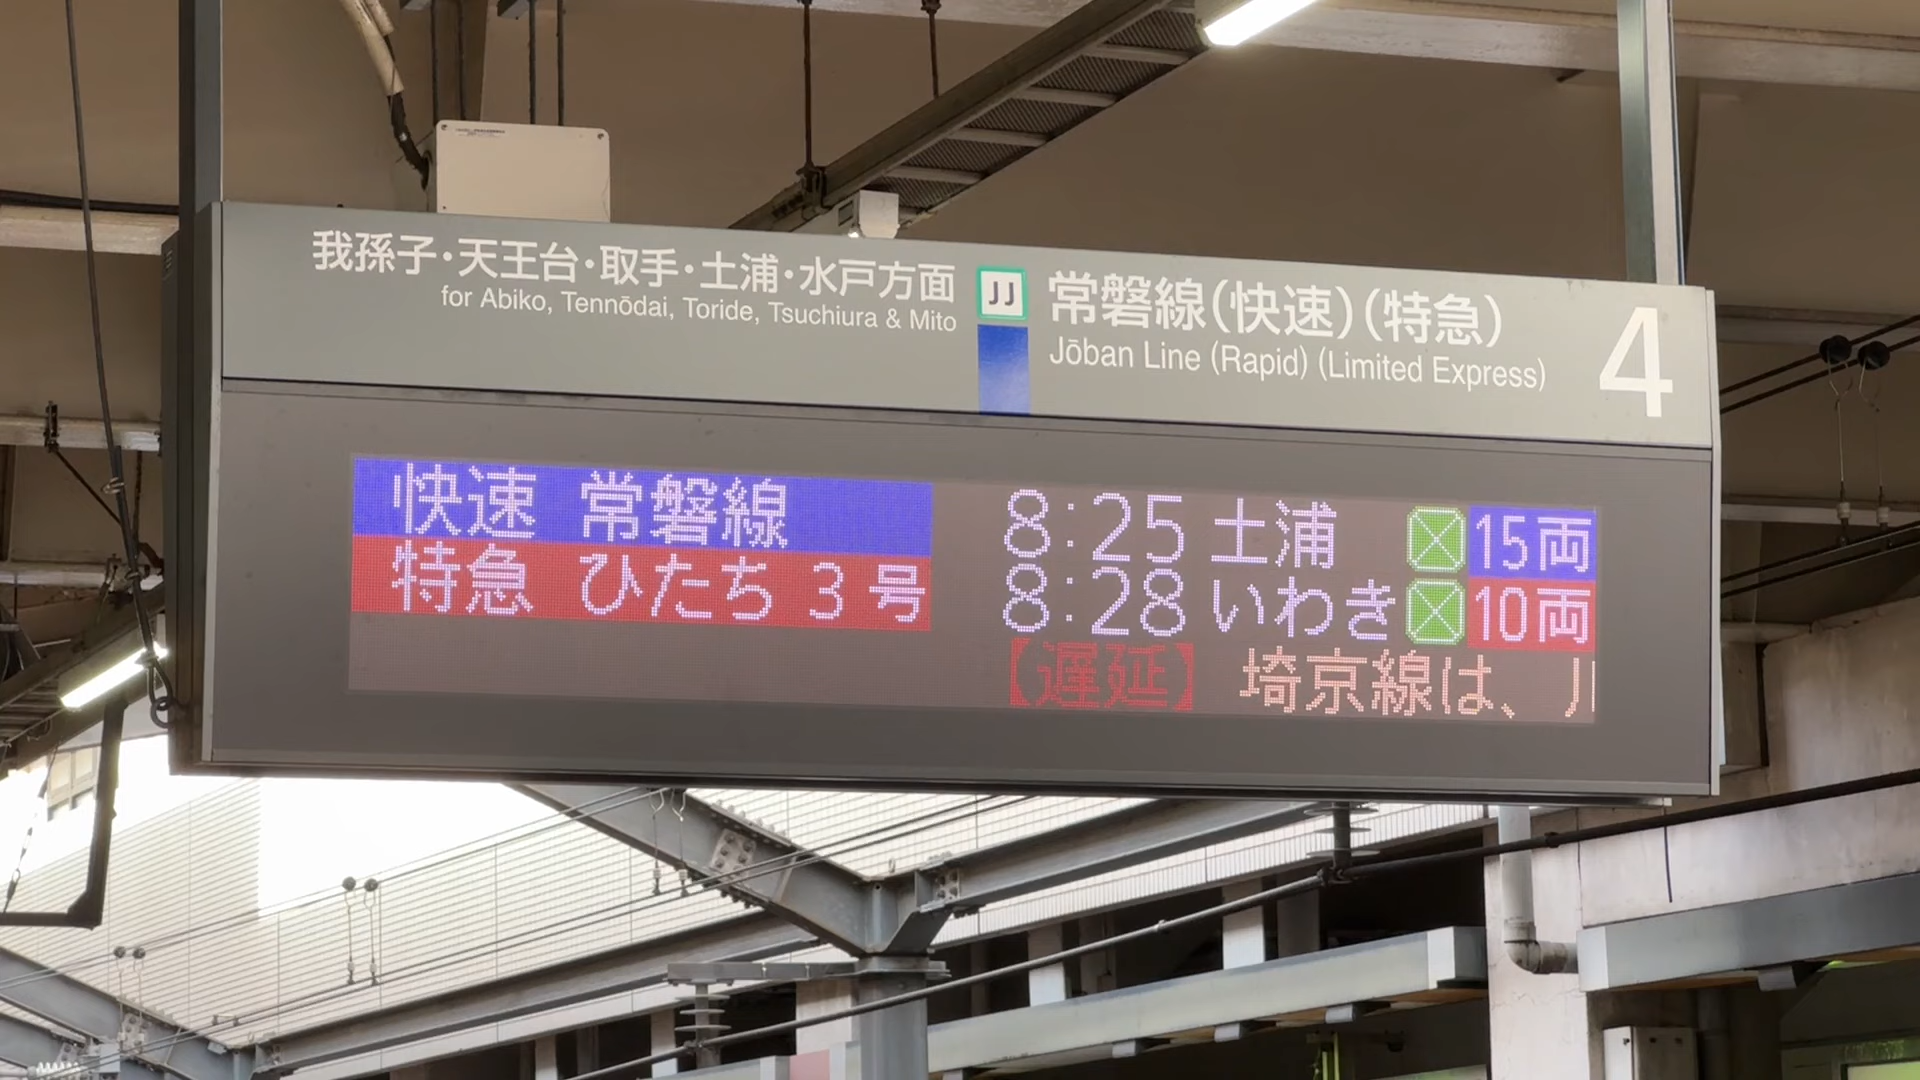 我孫子・天王台・取手・土浦・水戸方面
for Abiko, Tennōdai, Toride, Tsuchiura & Mito
JJ
常磐線(快速)(特急)
Jōban Line (Rapid) (Limited Express)
4
快速 常磐線 8:25 土浦 15両
特急 ひたち 3号 8:28 いわき 10両
【遅延】 埼京線は、